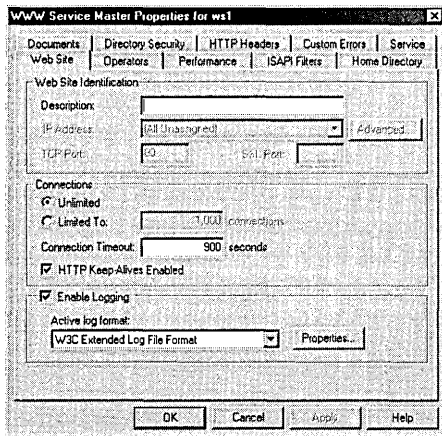 WWW Service Master Properties for ws1
Documents Directory Security HTTP Headers Custom Errors Service
Web Site Operators Performance ISAPI Filters Home Directory
Web Site Identification
Description:
IP Address: (All Unassigned) Advanced...
TCP Port: 80 SSL Port:
Connections
Unlimited
Limited To: 1,000 connections
Connection Timeout: 900 seconds
HTTP Keep-Alives Enabled
Enable Logging
Active log format:
W3C Extended Log File Format Properties...
OK Cancel Apply Help